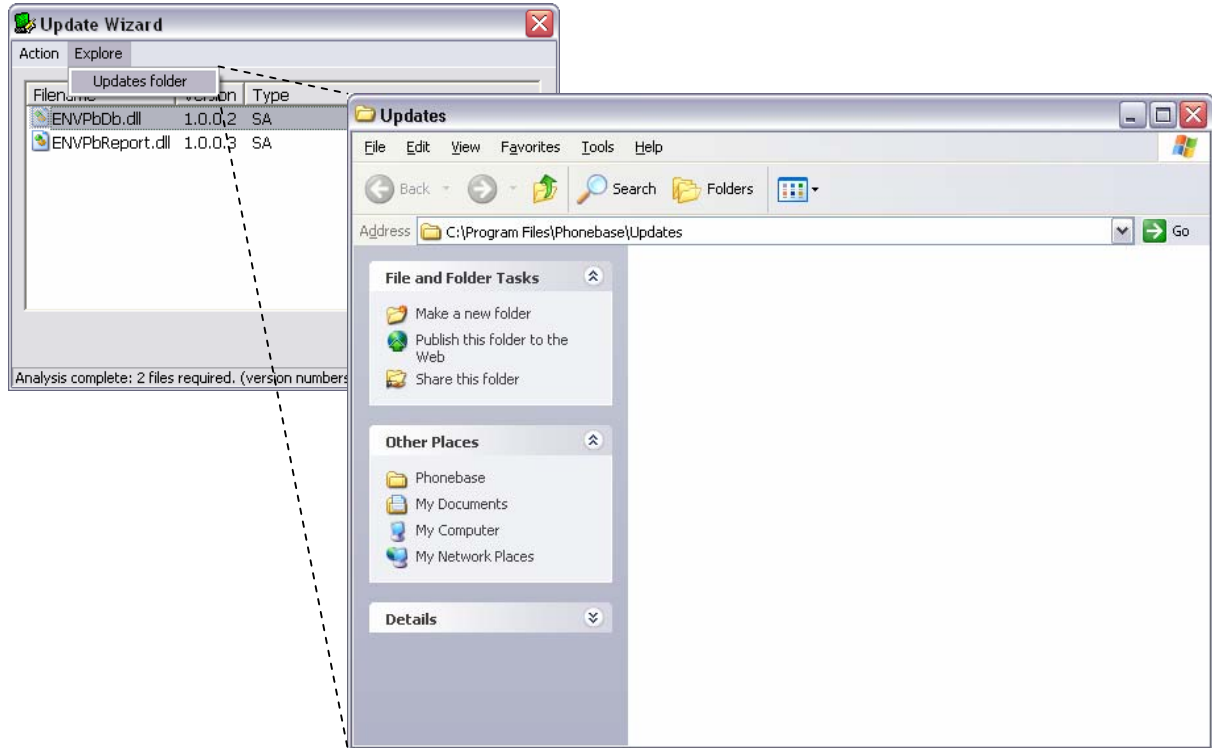 Update Wizard
Action Explore
Updates folder
Filename Version Type
ENVPbDb.dll 1.0.0.2 SA
ENVPbReport.dll 1.0.0.3 SA
Analysis complete: 2 files required. (version numbers
Updates
File Edit View Favorites Tools Help
Back Search Folders
Address C:\Program Files\Phonebase\Updates Go
File and Folder Tasks
Make a new folder
Publish this folder to the
Web
Share this folder
Other Places
Phonebase
My Documents
My Computer
My Network Places
Details